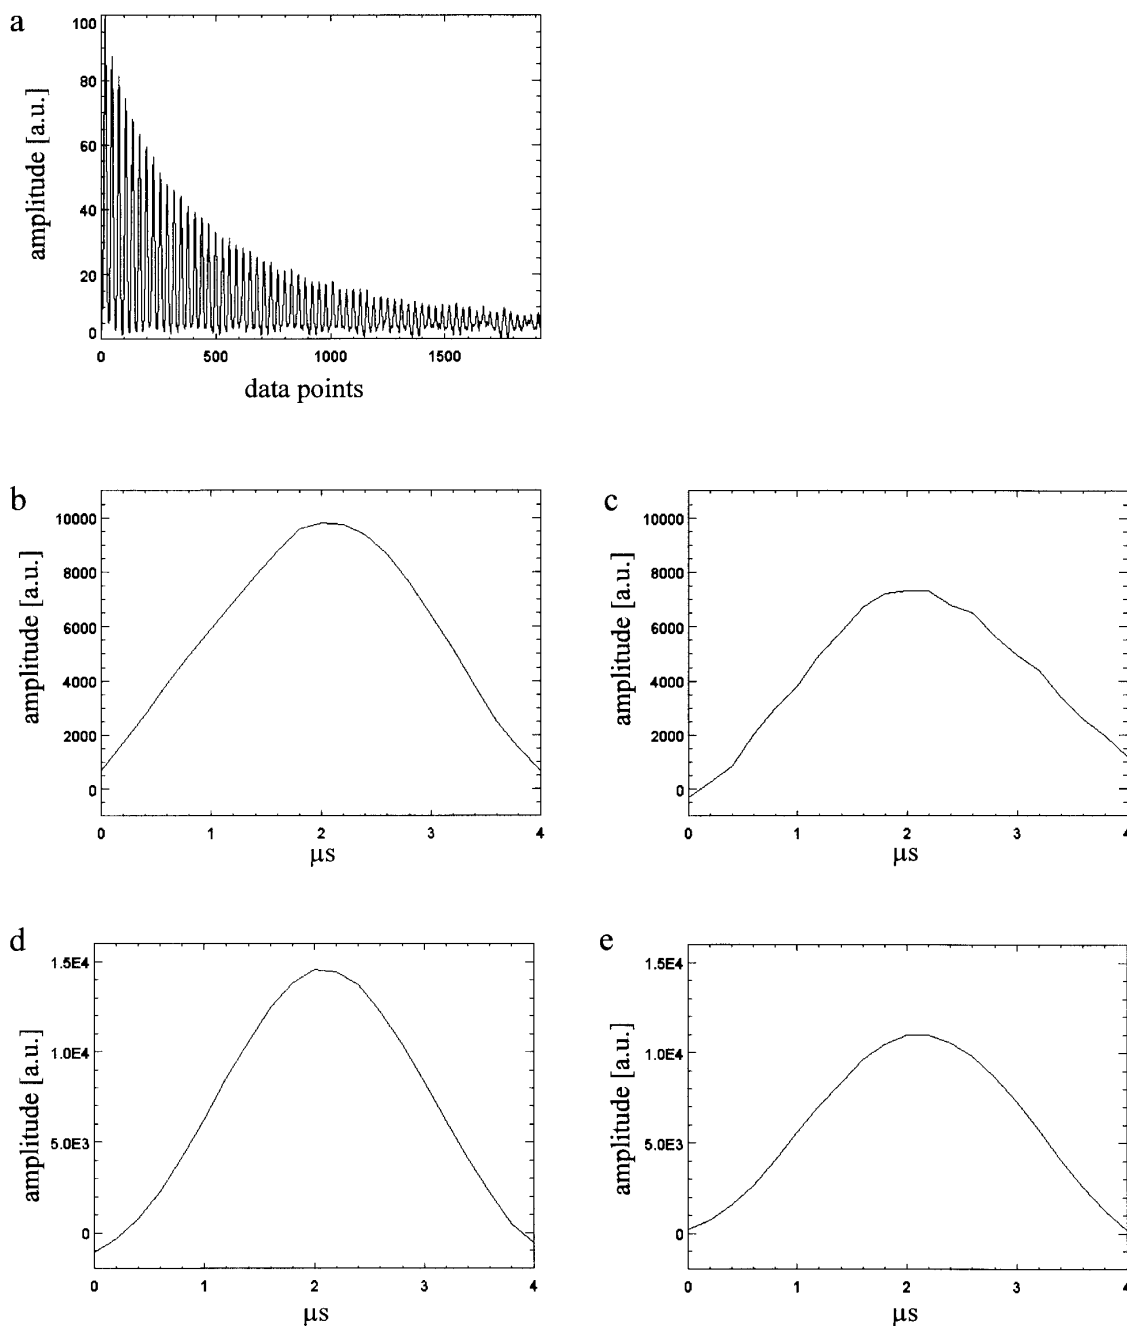 a
amplitude [a.u.]
100
80
60
40
20
0
0 500 1000 1500
data points
b
amplitude [a.u.]
10000
8000
6000
4000
2000
0
0 1 2 3 4
μs
c
amplitude [a.u.]
10000
8000
6000
4000
2000
0
0 1 2 3 4
μs
d
amplitude [a.u.]
1.5E4
1.0E4
5.0E3
0
0 1 2 3 4
μs
e
amplitude [a.u.]
1.5E4
1.0E4
5.0E3
0
0 1 2 3 4
μs